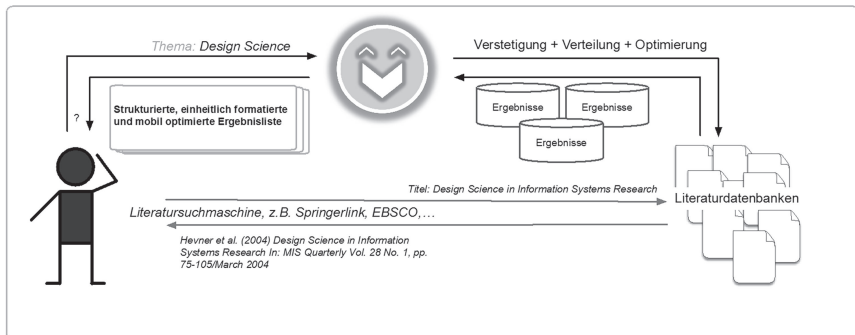 Thema: Design Science
Verstetigung + Verteilung + Optimierung
?
Strukturierte, einheitlich formatierte
und mobil optimierte Ergebnisliste
Ergebnisse
Ergebnisse
Ergebnisse
Titel: Design Science in Information Systems Research
Literaturdatenbanken
Literatursuchmaschine, z.B. Springerlink, EBSCO,...
Hevner et al. (2004) Design Science in Information
Systems Research In: MIS Quarterly Vol. 28 No. 1, pp.
75-105/March 2004